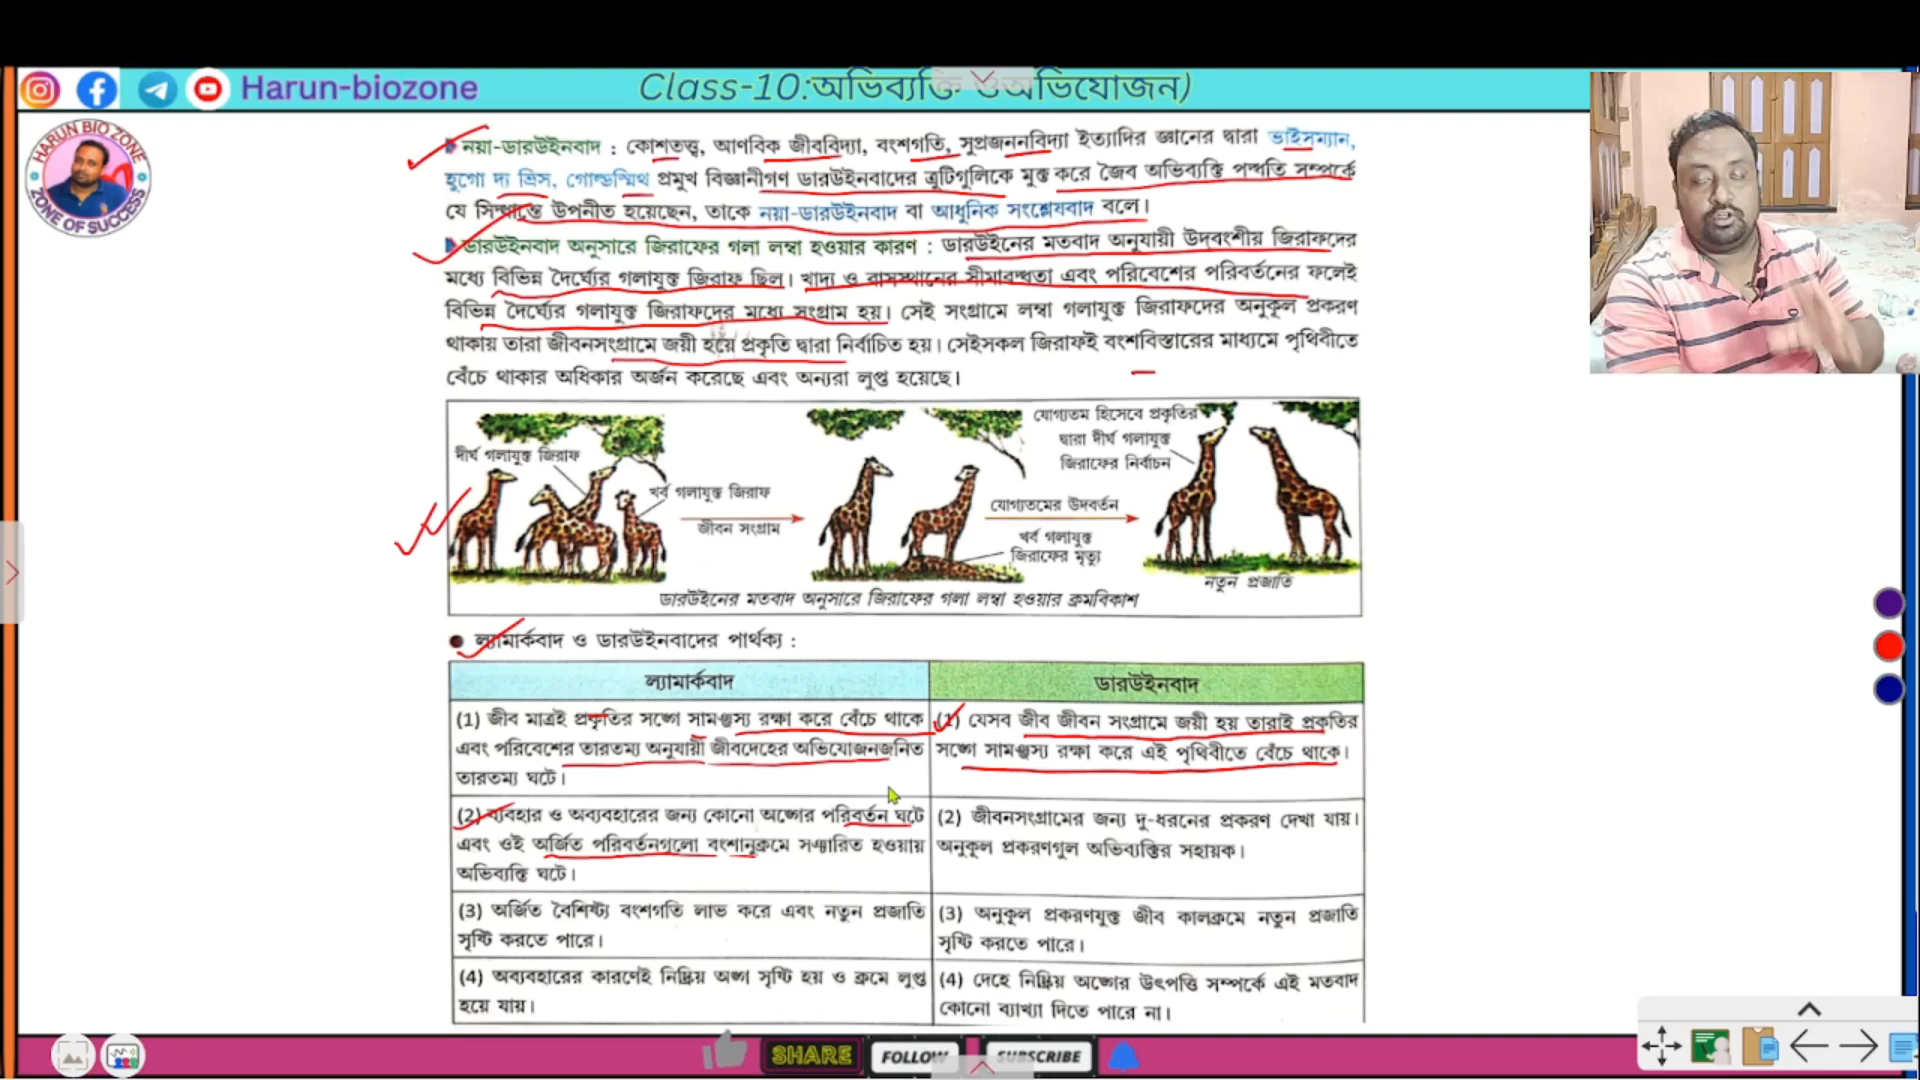 Harun-biozone
Class-10:অভিব্যক্তি ওঅভিযোজন)
HARUN BIO ZONE
ZONE OF SUCCESS
নয়া-ডারউইনবাদ : কোশতত্ত্ব, আণবিক জীববিদ্যা, বংশগতি, সুপ্রজননবিদ্যা ইত্যাদির জ্ঞানের দ্বারা ভাইসম্যান,
হুগো দ্য ভ্রিস, গোল্ডস্মিথ প্রমুখ বিজ্ঞানীগণ ডারউইনবাদের ত্রুটিগুলিকে মুক্ত করে জৈব অভিব্যক্তি পদ্ধতি সম্পর্কে
যে সিদ্ধান্তে উপনীত হয়েছেন, তাকে নয়া-ডারউইনবাদ বা আধুনিক সংশ্লেষবাদ বলে।
ডারউইনবাদ অনুসারে জিরাফের গলা লম্বা হওয়ার কারণ : ডারউইনের মতবাদ অনুযায়ী উদবংশীয় জিরাফদের
মধ্যে বিভিন্ন দৈর্ঘ্যের গলাযুক্ত জিরাফ ছিল। খাদ্য ও বাসস্থানের সীমাবদ্ধতা এবং পরিবেশের পরিবর্তনের ফলেই
বিভিন্ন দৈর্ঘ্যের গলাযুক্ত জিরাফদের মধ্যে সংগ্রাম হয়। সেই সংগ্রামে লম্বা গলাযুক্ত জিরাফদের অনুকূল প্রকরণ
থাকায় তারা জীবনসংগ্রামে জয়ী হয়ে প্রকৃতি দ্বারা নির্বাচিত হয়। সেইসকল জিরাফই বংশবিস্তারের মাধ্যমে পৃথিবীতে
বেঁচে থাকার অধিকার অর্জন করেছে এবং অন্যরা লুপ্ত হয়েছে।
দীর্ঘ গলাযুক্ত জিরাফ
খর্ব গলাযুক্ত জিরাফ
জীবন সংগ্রাম
যোগ্যতমের উদবর্তন
খর্ব গলাযুক্ত
জিরাফের মৃত্যু
যোগ্যতম হিসেবে প্রকৃতির
দ্বারা দীর্ঘ গলাযুক্ত
জিরাফের নির্বাচন
নতুন প্রজাতি
ডারউইনের মতবাদ অনুসারে জিরাফের গলা লম্বা হওয়ার ক্রমবিকাশ
● ল্যামার্কবাদ ও ডারউইনবাদের পার্থক্য :
ল্যামার্কবাদ
ডারউইনবাদ
(1) জীব মাত্রই প্রকৃতির সঙ্গে সামঞ্জস্য রক্ষা করে বেঁচে থাকে
এবং পরিবেশের তারতম্য অনুযায়ী জীবদেহের অভিযোজনজনিত
তারতম্য ঘটে।
(1) যেসব জীব জীবন সংগ্রামে জয়ী হয় তারাই প্রকৃতির
সঙ্গে সামঞ্জস্য রক্ষা করে এই পৃথিবীতে বেঁচে থাকে।
(2) ব্যবহার ও অব্যবহারের জন্য কোনো অঙ্গের পরিবর্তন ঘটে
এবং ওই অর্জিত পরিবর্তনগুলো বংশানুক্রমে সঞ্চারিত হওয়ায়
অভিব্যক্তি ঘটে।
(2) জীবনসংগ্রামের জন্য দু-ধরনের প্রকরণ দেখা যায়।
অনুকূল প্রকরণগুল অভিব্যক্তির সহায়ক।
(3) অর্জিত বৈশিষ্ট্য বংশগতি লাভ করে এবং নতুন প্রজাতি
সৃষ্টি করতে পারে।
(3) অনুকূল প্রকরণযুক্ত জীব কালক্রমে নতুন প্রজাতি
সৃষ্টি করতে পারে।
(4) অব্যবহারের কারণেই নিষ্ক্রিয় অঙ্গ সৃষ্টি হয় ও ক্রমে লুপ্ত
হয়ে যায়।
(4) দেহে নিষ্ক্রিয় অঙ্গের উৎপত্তি সম্পর্কে এই মতবাদ
কোনো ব্যাখ্যা দিতে পারে না।
SHARE
FOLLOW
SUBSCRIBE